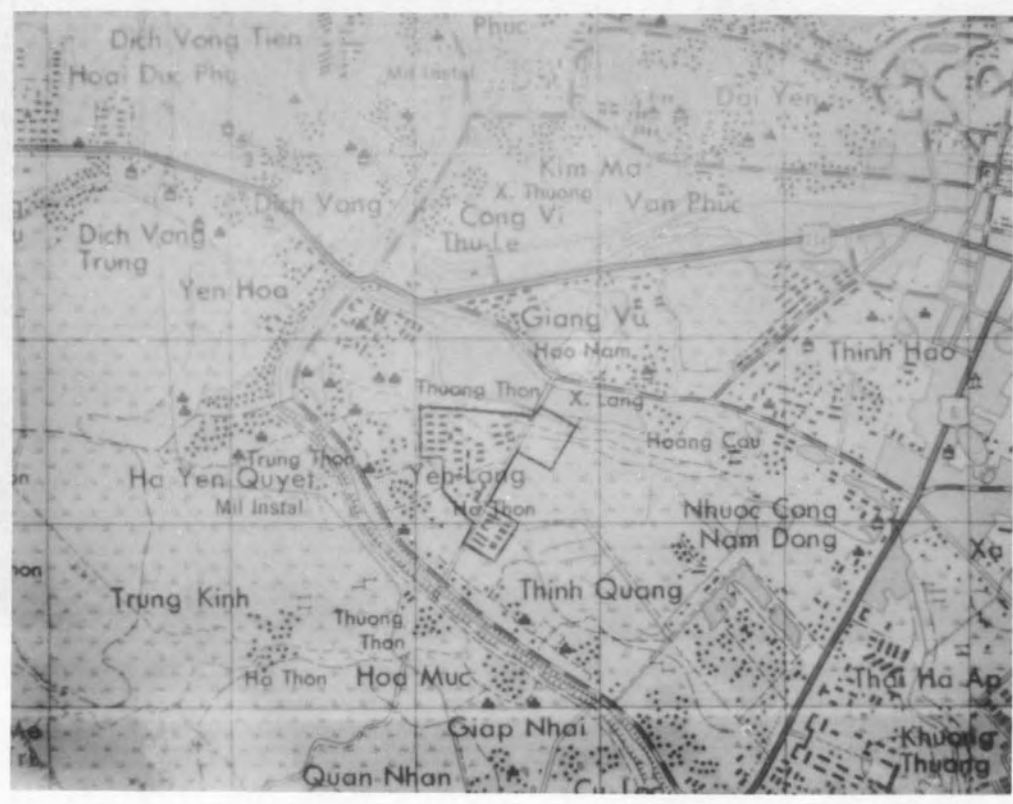 Phuc
Dich Vong Tien
Hoai Duc Phu
Mil Instal
Dai Yen
Kim Ma
X. Thuong
Dich Vong
Cong Vi
Van Phuc
Thu-Le
Dich Vong
Trung
Yen Hoa
Giang Vu
Hao Nam
Thinh Hao
Thuong Thon
X. Lang
6
Hoang Cau
Trung Thon
Yen-Lang
Ha Yen Quyet
Mil Instal
Ha Thon
Nhuoc Cong
Nam Dong
Xa
hon
Trung Kinh
Thinh Quang
Thuong
Thon
Ha Thon
Hoa Muc
Thai Ha Ap
Giap Nhai
Khuong
Thuong
Quan Nhan